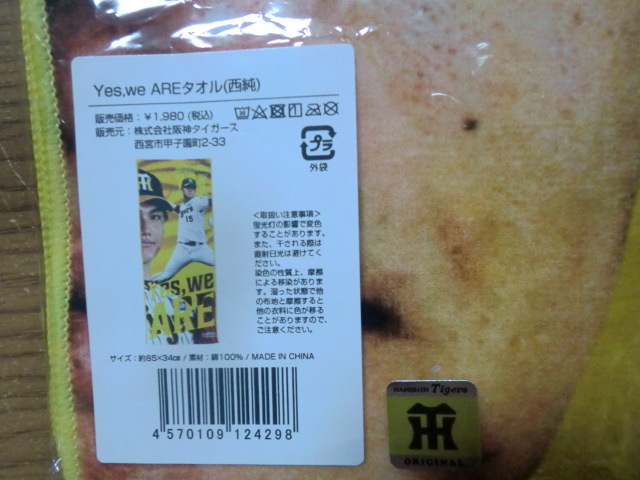 Yes,we AREタオル(西純)
販売価格：￥1,980 (税込)
販売元：株式会社阪神タイガース
西宮市甲子園町2-33
プラ
外袋
15
Yes,we
ARE
＜取扱い注意事項＞
蛍光灯の影響で変色
することがあります。
また、干される際は
直射日光は避けてく
ださい。
染色の性質上、摩擦
による移染がありま
す。湿った状態で他
の布地と摩擦すると
他の衣料に色が移る
ことがありますので、
ご注意ください。
サイズ：約85×34㎝ / 素材：綿100% / MADE IN CHINA
4 570109 124298
HANSHIN Tigers
ORIGINAL